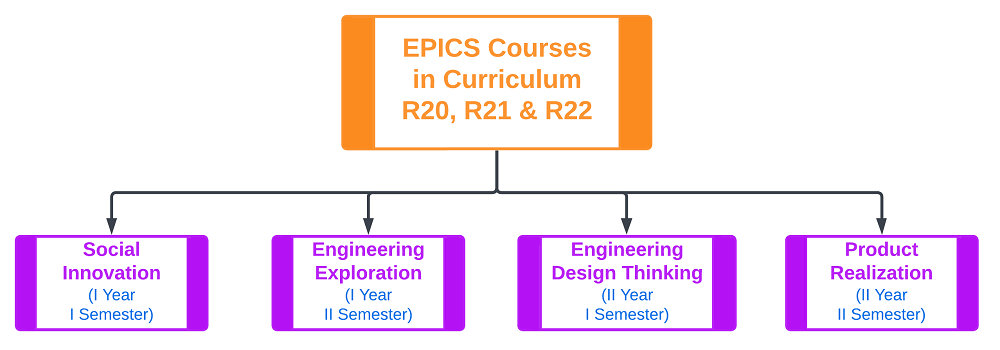 EPICS Courses
in Curriculum
R20, R21 & R22
Social
Innovation
(I Year
I Semester)
Engineering
Exploration
(I Year
II Semester)
Engineering
Design Thinking
(II Year
I Semester)
Product
Realization
(II Year
II Semester)